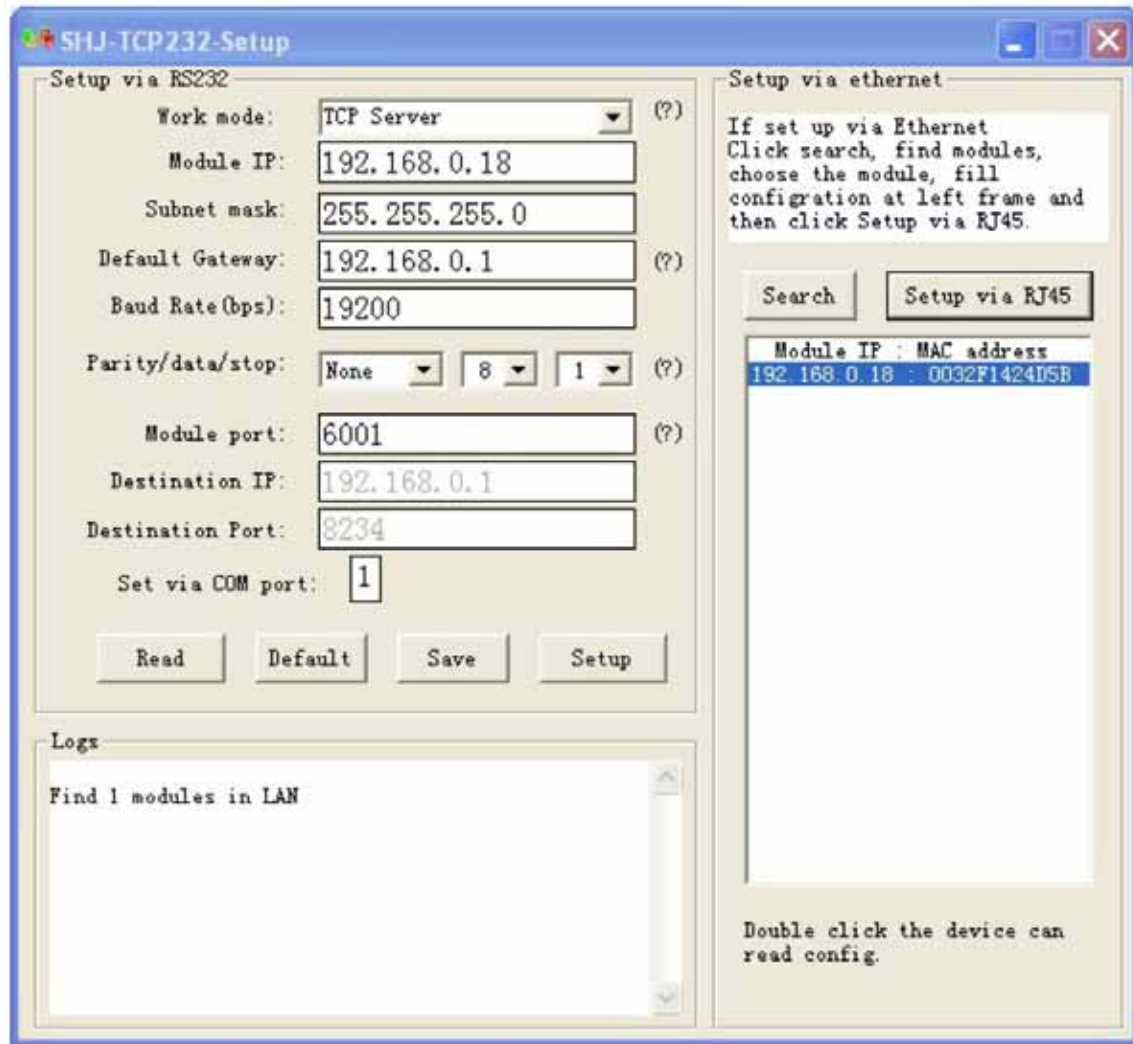 SHJ-TCP232-Setup
Setup via RS232
Work mode: TCP Server (?)
Module IP: 192.168.0.18
Subnet mask: 255.255.255.0
Default Gateway: 192.168.0.1 (?)
Baud Rate(bps): 19200
Parity/data/stop: None 8 1 (?)
Module port: 6001 (?)
Destination IP: 192.168.0.1
Destination Port: 8234
Set via COM port: 1
Read Default Save Setup
Logs
Find 1 modules in LAN
Setup via ethernet
If set up via Ethernet
Click search, find modules,
choose the module, fill
configration at left frame and
then click Setup via RJ45.
Search Setup via RJ45
Module IP : MAC address
192.168.0.18 : 0032F1424D5B
Double click the device can
read config.